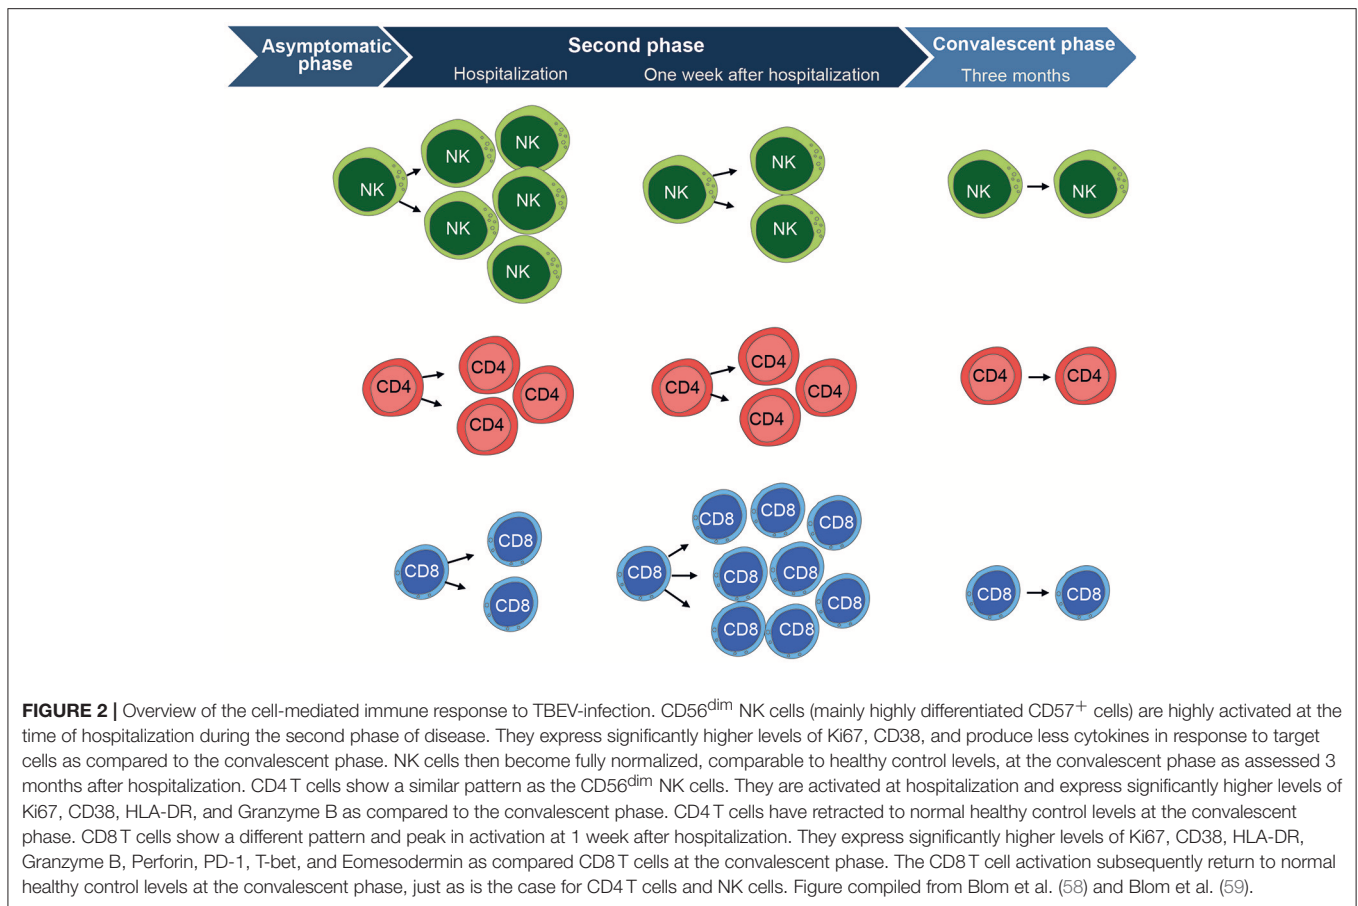 Asymptomatic
phase
Second phase
Hospitalization
One week after hospitalization
Convalescent phase
Three months
NK
NK
NK
NK
NK
NK
NK
NK
NK
NK
NK
CD4
CD4
CD4
CD4
CD4
CD4
CD4
CD4
CD4
CD4
CD8
CD8
CD8
CD8
CD8
CD8
CD8
CD8
CD8
CD8
CD8
CD8
CD8
CD8
FIGURE 2 | Overview of the cell-mediated immune response to TBEV-infection. CD56dim NK cells (mainly highly differentiated CD57+ cells) are highly activated at the
time of hospitalization during the second phase of disease. They express significantly higher levels of Ki67, CD38, and produce less cytokines in response to target
cells as compared to the convalescent phase. NK cells then become fully normalized, comparable to healthy control levels, at the convalescent phase as assessed 3
months after hospitalization. CD4 T cells show a similar pattern as the CD56dim NK cells. They are activated at hospitalization and express significantly higher levels of
Ki67, CD38, HLA-DR, and Granzyme B as compared to the convalescent phase. CD4 T cells have retracted to normal healthy control levels at the convalescent
phase. CD8 T cells show a different pattern and peak in activation at 1 week after hospitalization. They express significantly higher levels of Ki67, CD38, HLA-DR,
Granzyme B, Perforin, PD-1, T-bet, and Eomesodermin as compared CD8 T cells at the convalescent phase. The CD8 T cell activation subsequently return to normal
healthy control levels at the convalescent phase, just as is the case for CD4 T cells and NK cells. Figure compiled from Blom et al. (58) and Blom et al. (59).